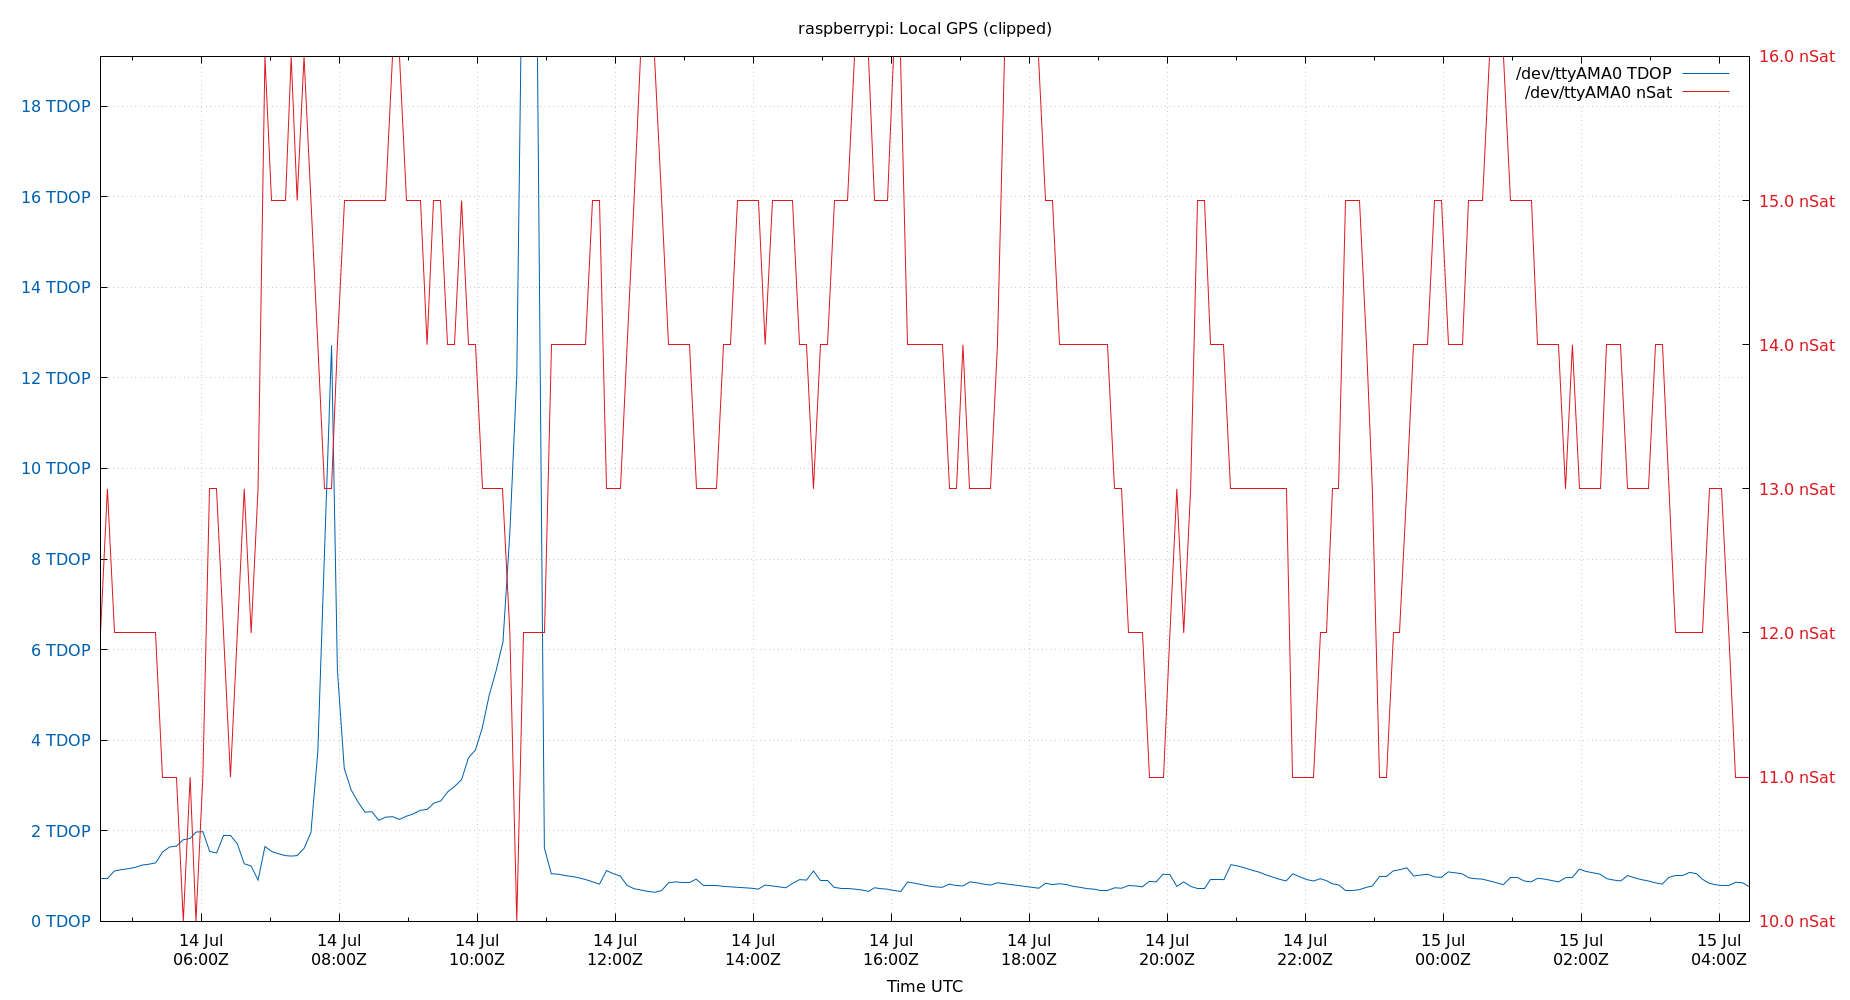 raspberrypi: Local GPS (clipped)
/dev/ttyAMA0 TDOP
/dev/ttyAMA0 nSat
18 TDOP
16 TDOP
14 TDOP
12 TDOP
10 TDOP
8 TDOP
6 TDOP
4 TDOP
2 TDOP
0 TDOP
16.0 nSat
15.0 nSat
14.0 nSat
13.0 nSat
12.0 nSat
11.0 nSat
10.0 nSat
14 Jul 14 Jul 14 Jul 14 Jul 14 Jul 14 Jul 14 Jul 14 Jul 14 Jul 15 Jul 15 Jul 15 Jul
06:00Z 08:00Z 10:00Z 12:00Z 14:00Z 16:00Z 18:00Z 20:00Z 22:00Z 00:00Z 02:00Z 04:00Z
Time UTC